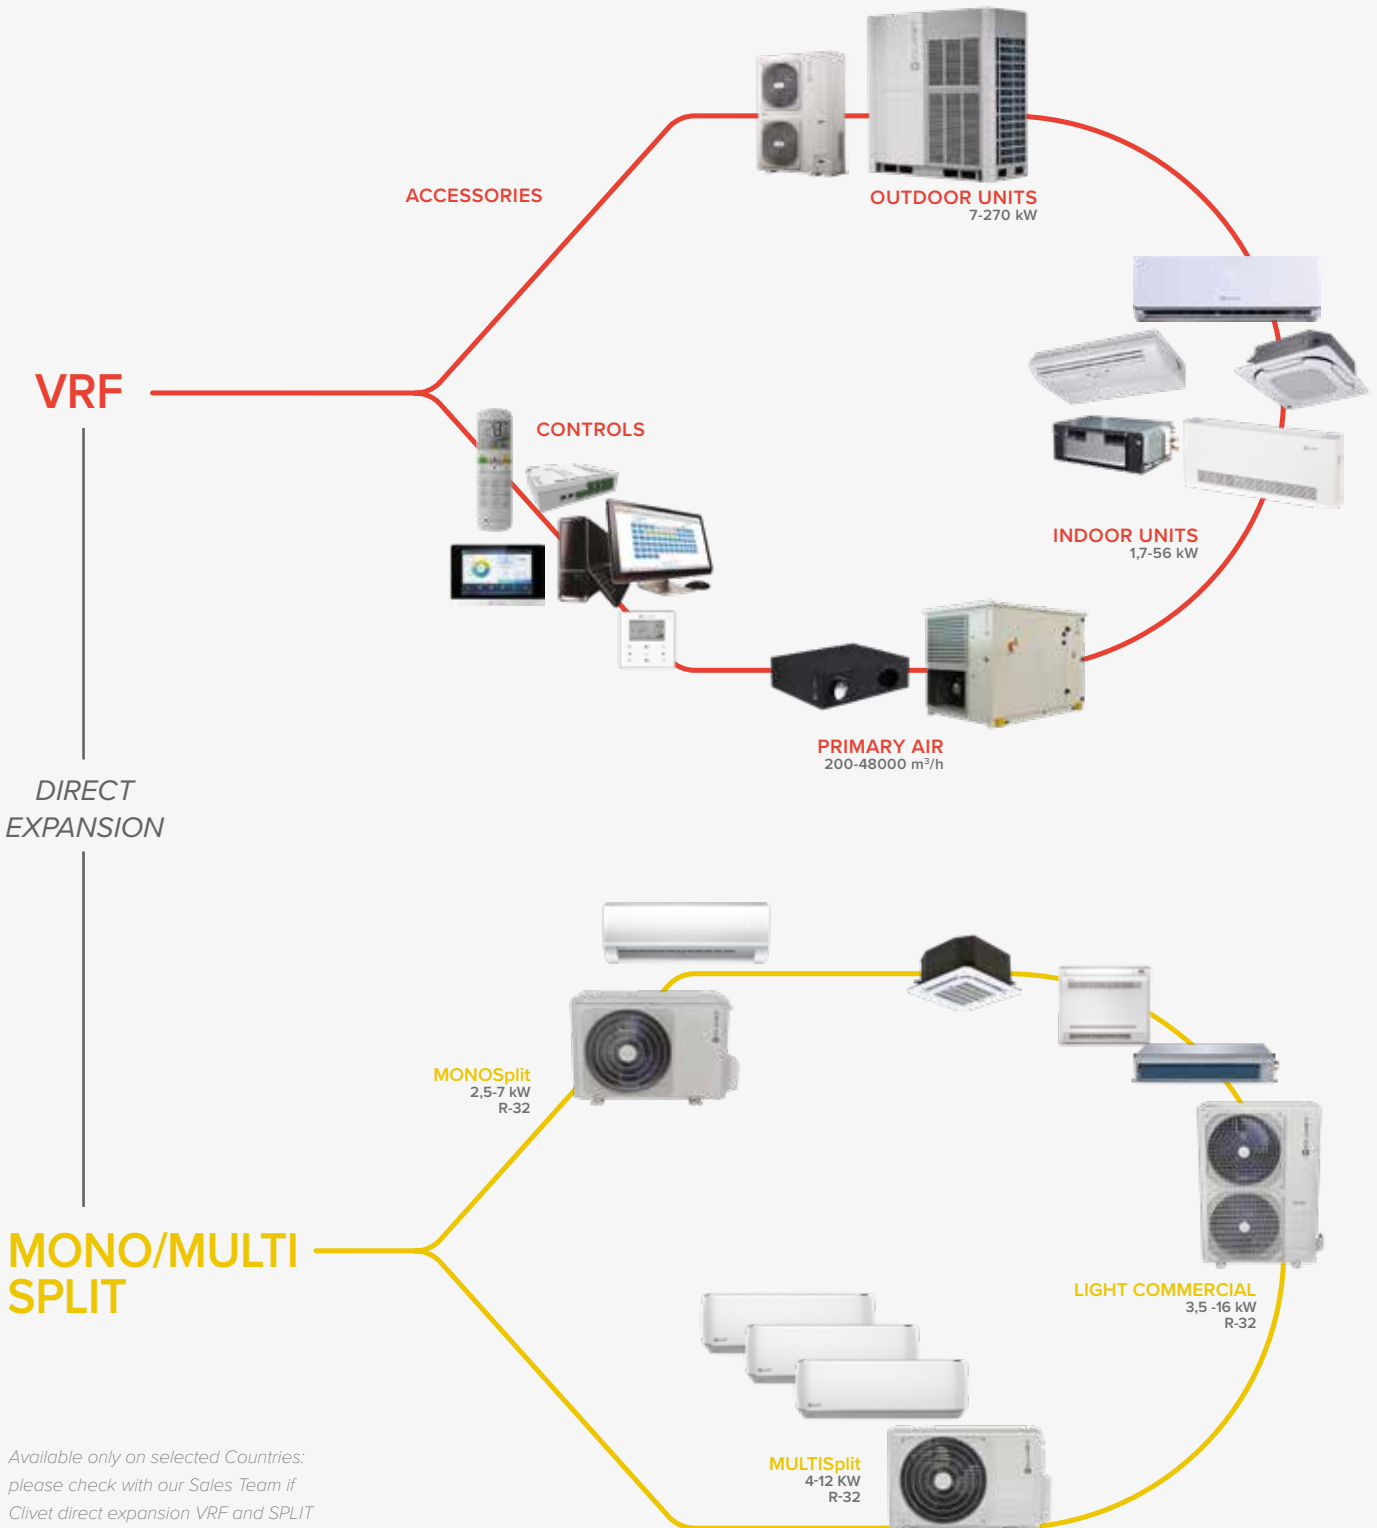 ACCESSORIES
OUTDOOR UNITS
7-270 kW
VRF
CONTROLS
INDOOR UNITS
1,7-56 kW
PRIMARY AIR
200-48000 m³/h
DIRECT
EXPANSION
MONOSplit
2,5-7 kW
R-32
MONO/MULTI
SPLIT
LIGHT COMMERCIAL
3,5 -16 kW
R-32
MULTISplit
4-12 KW
R-32
Available only on selected Countries:
please check with our Sales Team if
Clivet direct expansion VRF and SPLIT